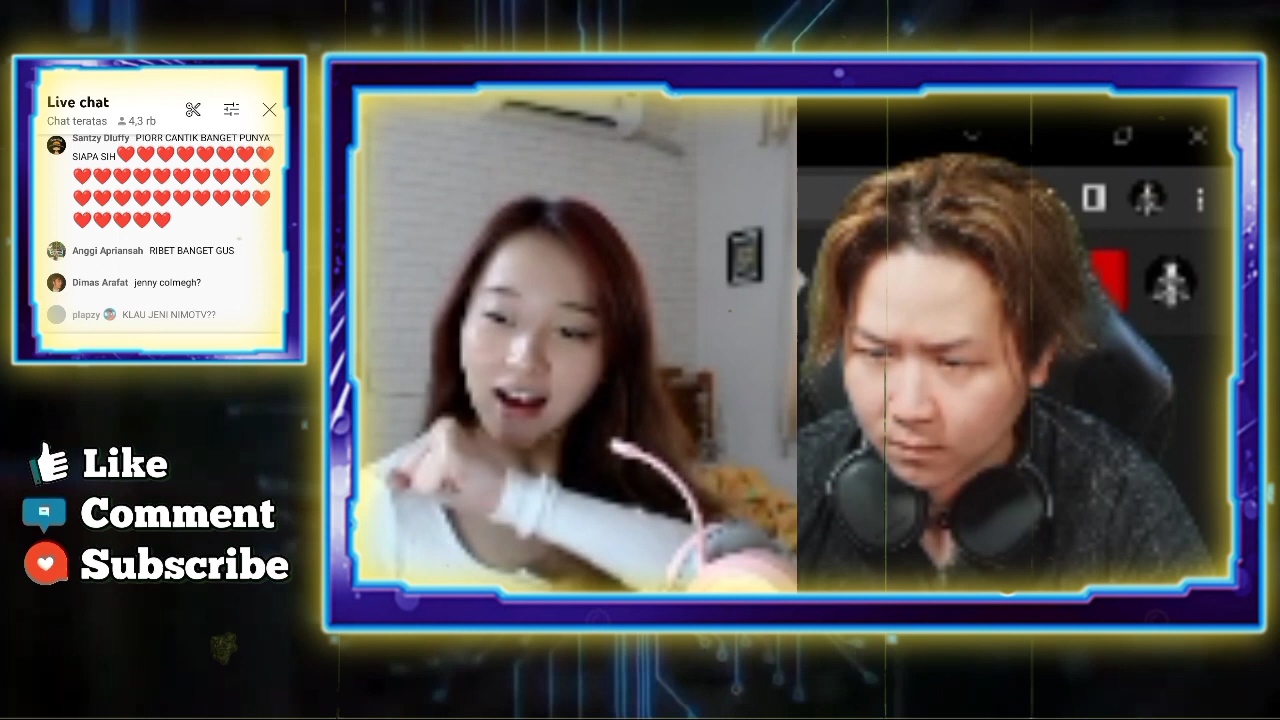 Live chat
Chat teratas 4,3 rb
Santzy Dluffy PIORR CANTIK BANGET PUNYA
SIAPA SIH
Anggi Apriansah RIBET BANGET GUS
Dimas Arafat jenny colmegh?
plapzy KLAU JENI NIMOTV??
Like
Comment
Subscribe